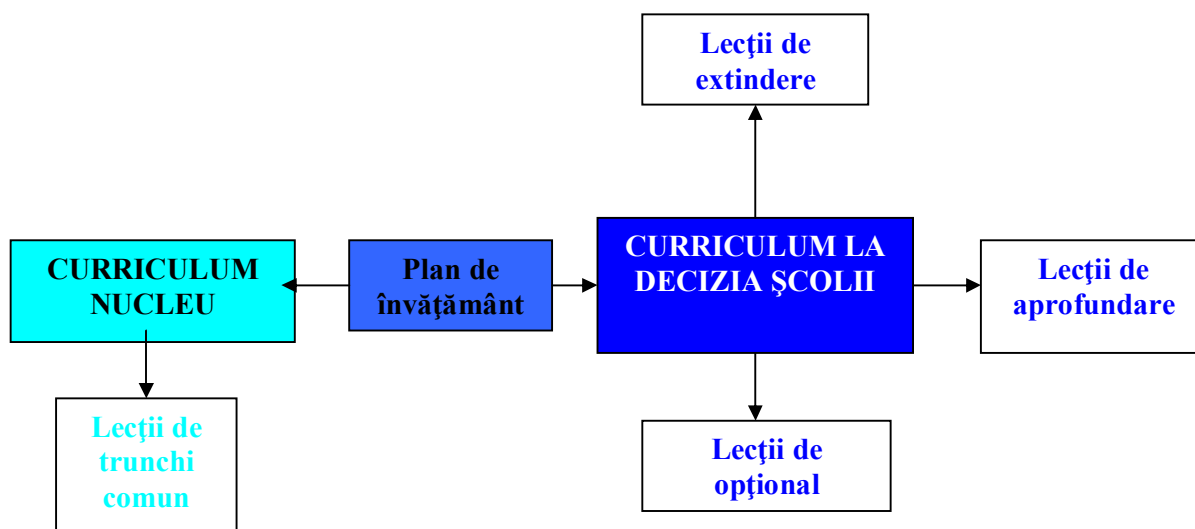 Lecţii de
extindere
CURRICULUM
NUCLEU
Plan de
învăţământ
CURRICULUM LA
DECIZIA ŞCOLII
Lecţii de
aprofundare
Lecţii de
trunchi
comun
Lecţii de
opţional